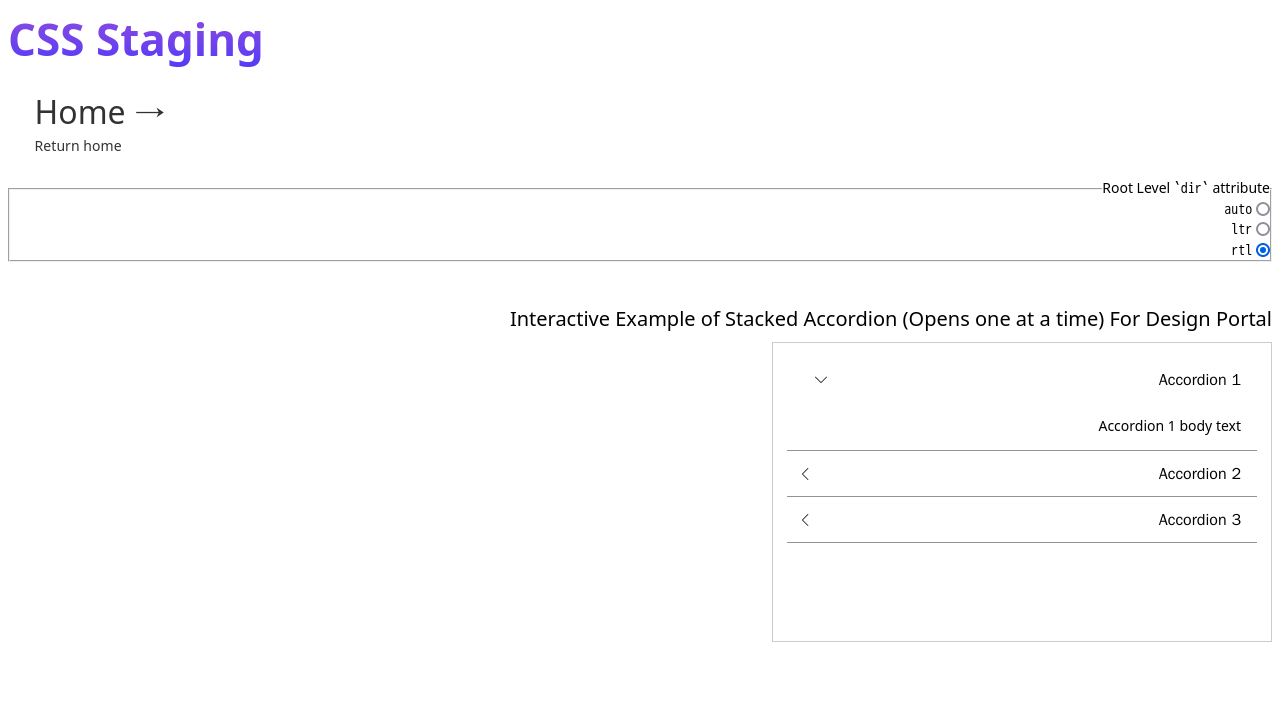 CSS Staging
Home →
Return home
Root Level `dir` attribute
auto
ltr
rtl
Interactive Example of Stacked Accordion (Opens one at a time) For Design Portal
Accordion 1
Accordion 1 body text
Accordion 2
Accordion 3